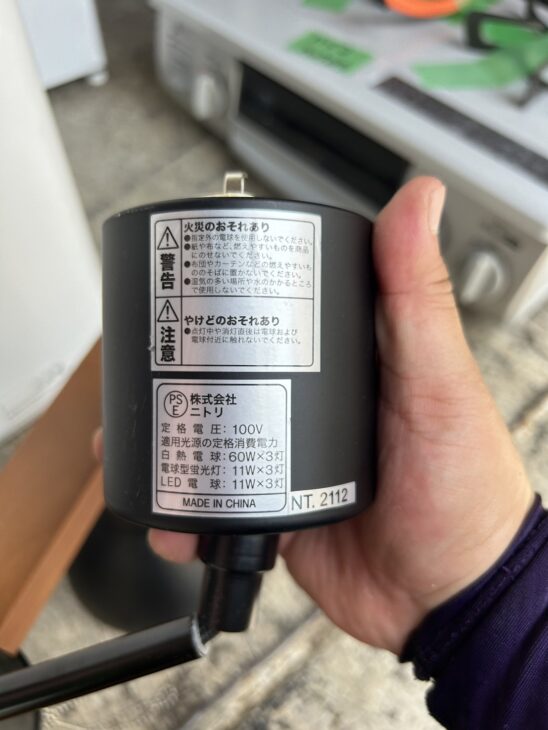 警告
火災のおそれあり
●指定外の電球を使用しないでください。
●紙や布など、燃えやすいものを商品
にのせないでください。
●布団やカーテンなどの燃えやすいも
ののそばに置かないでください。
●湿気の多い場所や水のかかるところ
で使用しないでください。
注意
やけどのおそれあり
●点灯中や消灯直後は電球および
電球付近に触れないでください。
PS
E
株式会社
ニトリ
定格電圧:100V
適用光源の定格消費電力
白熱電球:60W×3灯
電球型蛍光灯:11W×3灯
LED電球:11W×3灯
MADE IN CHINA
NT. 2112